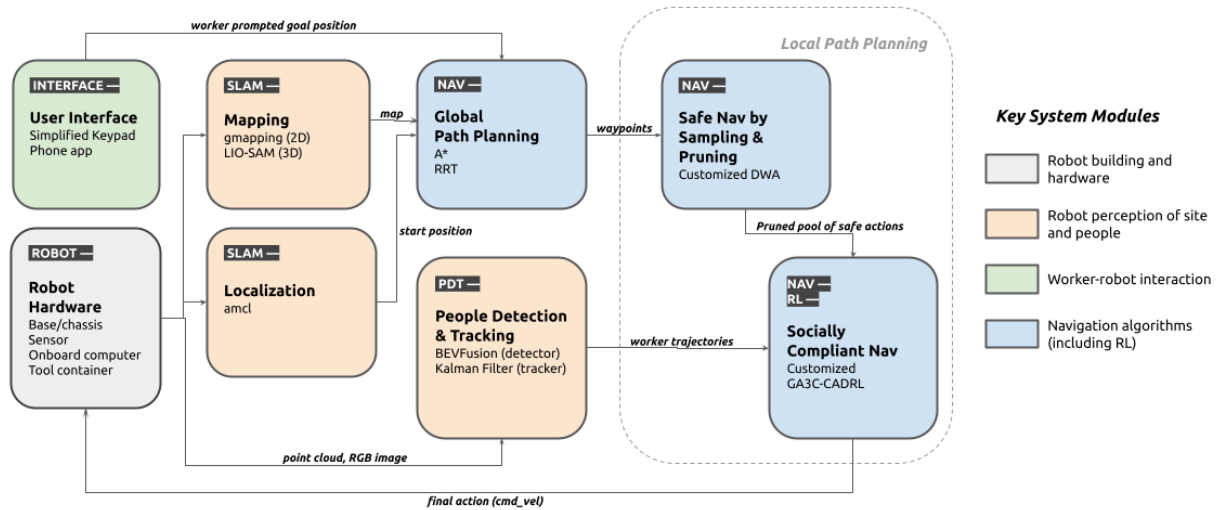 worker prompted goal position
Local Path Planning
INTERFACE —
User Interface
Simplified Keypad
Phone app
SLAM —
Mapping
gmapping (2D)
LIO-SAM (3D)
map
NAV —
Global
Path Planning
A*
RRT
waypoints
NAV —
Safe Nav by
Sampling &
Pruning
Customized DWA
Pruned pool of safe actions
start position
ROBOT —
Robot
Hardware
Base/chassis
Sensor
Onboard computer
Tool container
SLAM —
Localization
amcl
PDT —
People Detection
& Tracking
BEVFusion (detector)
Kalman Filter (tracker)
worker trajectories
NAV —
RL —
Socially
Compliant Nav
Customized
GA3C-CADRL
point cloud, RGB image
final action (cmd_vel)
Key System Modules
Robot building and
hardware
Robot perception of site
and people
Worker-robot interaction
Navigation algorithms
(including RL)